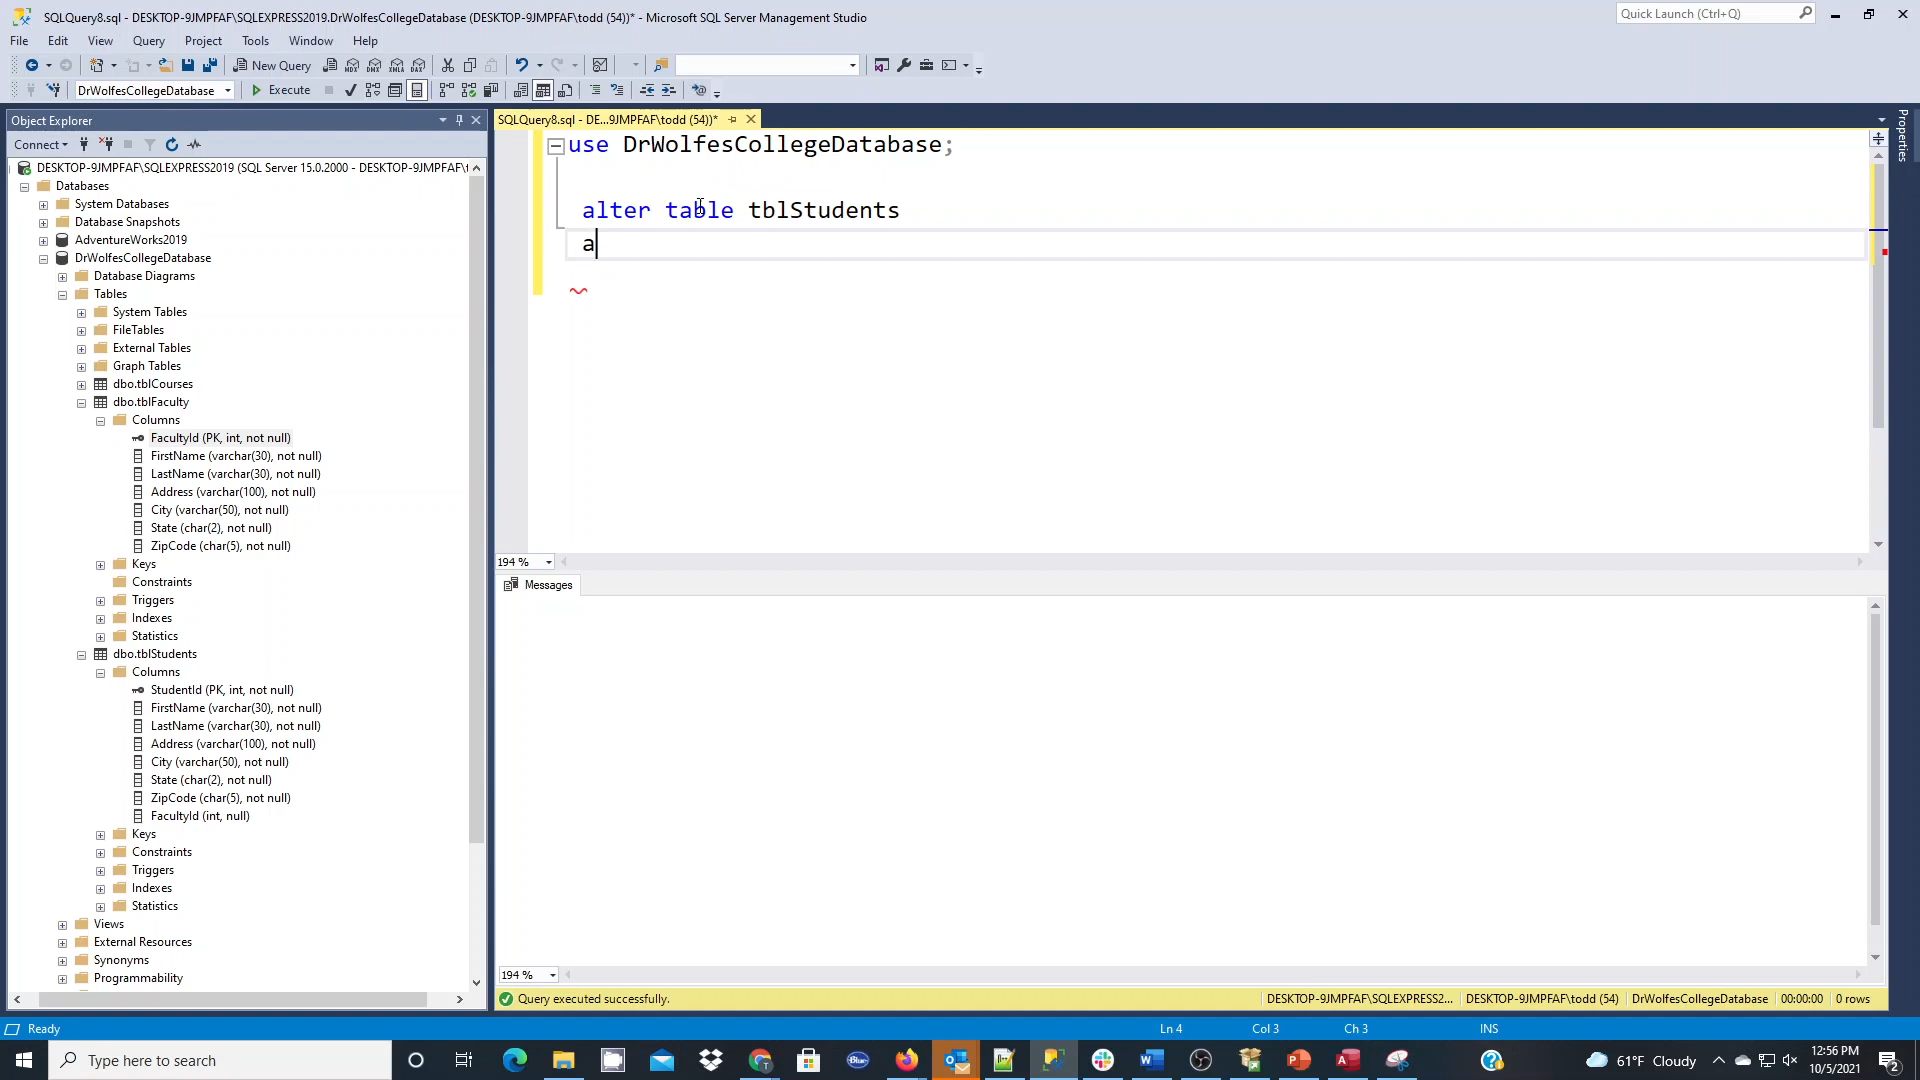 SQLQuery8.sql - DESKTOP-9JMPFAF\SQLEXPRESS2019.DrWolfesCollegeDatabase (DESKTOP-9JMPFAF\todd (54))* - Microsoft SQL Server Management Studio
Quick Launch (Ctrl+Q)
File Edit View Query Project Tools Window Help
New Query
DrWolfesCollegeDatabase Execute
Object Explorer
Connect
DESKTOP-9JMPFAF\SQLEXPRESS2019 (SQL Server 15.0.2000 - DESKTOP-9JMPFAF\t
Databases
System Databases
Database Snapshots
AdventureWorks2019
DrWolfesCollegeDatabase
Database Diagrams
Tables
System Tables
FileTables
External Tables
Graph Tables
dbo.tblCourses
dbo.tblFaculty
Columns
FacultyId (PK, int, not null)
FirstName (varchar(30), not null)
LastName (varchar(30), not null)
Address (varchar(100), not null)
City (varchar(50), not null)
State (char(2), not null)
ZipCode (char(5), not null)
Keys
Constraints
Triggers
Indexes
Statistics
dbo.tblStudents
Columns
StudentId (PK, int, not null)
FirstName (varchar(30), not null)
LastName (varchar(30), not null)
Address (varchar(100), not null)
City (varchar(50), not null)
State (char(2), not null)
ZipCode (char(5), not null)
FacultyId (int, null)
Keys
Constraints
Triggers
Indexes
Statistics
Views
External Resources
Synonyms
Programmability
SQLQuery8.sql - DE...9JMPFAF\todd (54))*
use DrWolfesCollegeDatabase;
alter table tblStudents
a
194 %
Messages
194 %
Query executed successfully. DESKTOP-9JMPFAF\SQLEXPRESS2... DESKTOP-9JMPFAF\todd (54) DrWolfesCollegeDatabase 00:00:00 0 rows
Properties
Ready Ln 4 Col 3 Ch 3 INS
Type here to search
61°F Cloudy
12:56 PM
10/5/2021
2